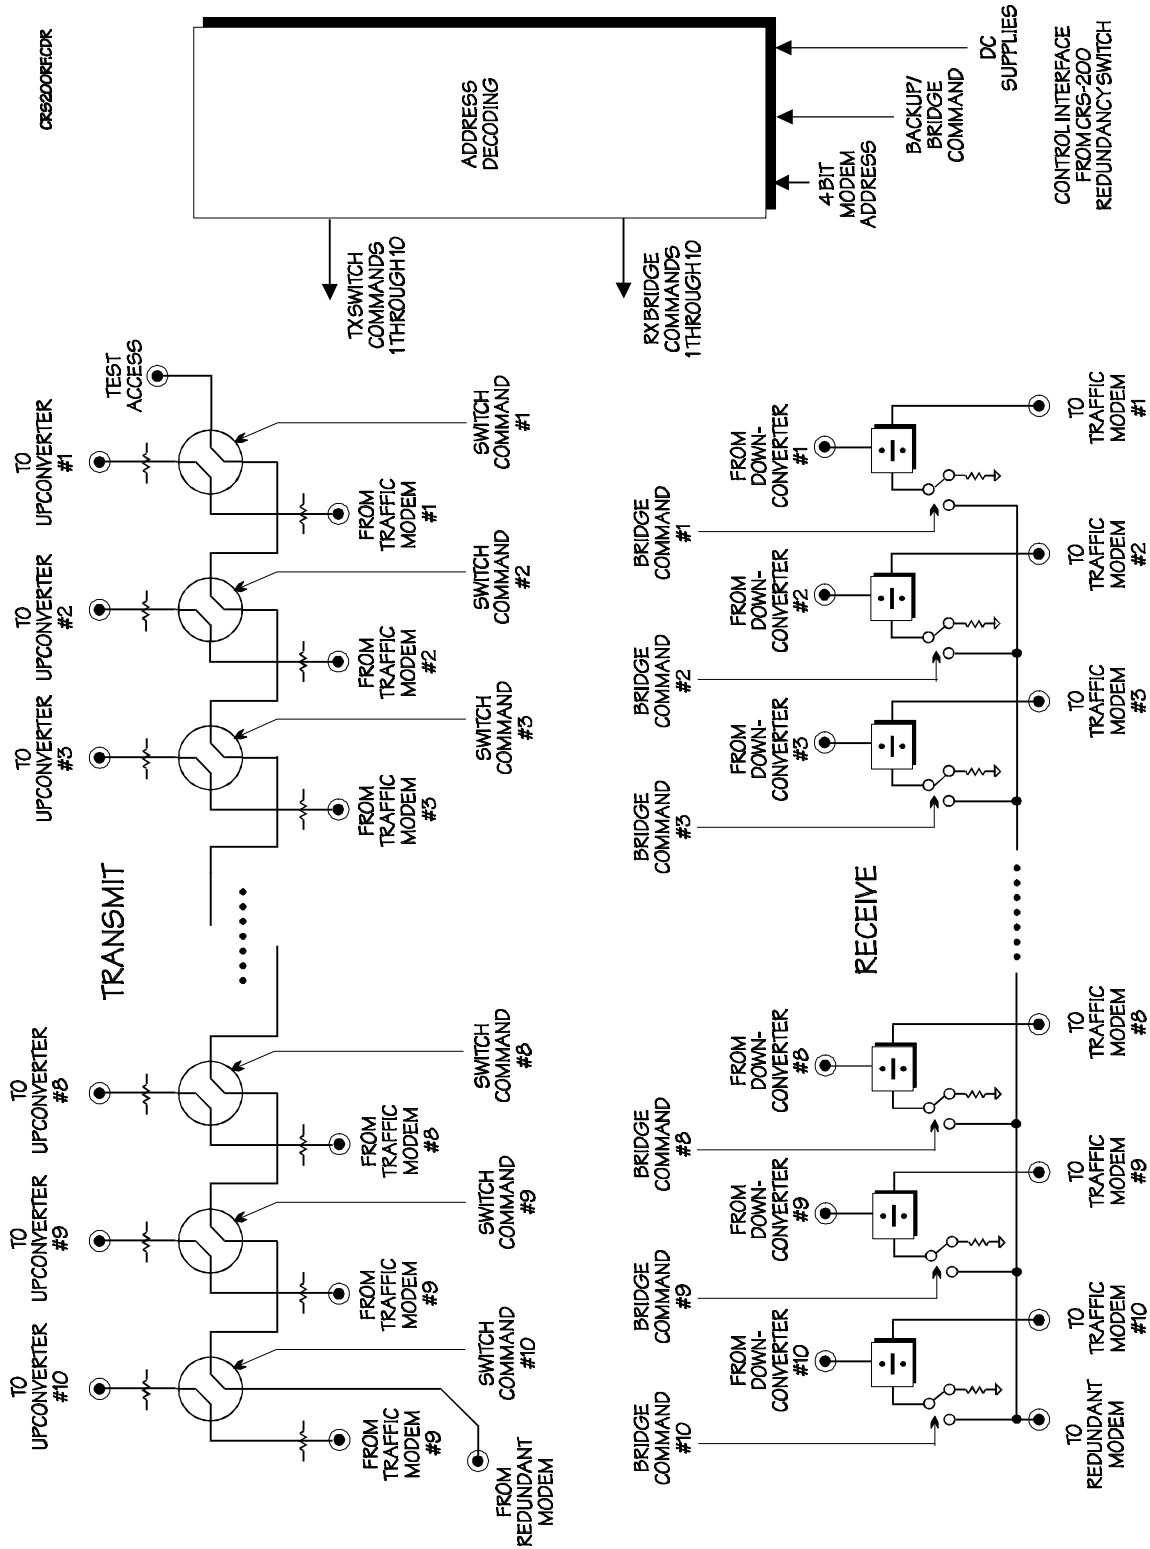 CRS200RF.CDR
ADDRESS
DECODING
DC
SUPPLIES
BACKUP/
BRIDGE
COMMAND
4 BIT
MODEM
ADDRESS
CONTROL INTERFACE
FROM CRS-200
REDUNDANCY SWITCH
TX SWITCH
COMMANDS
1 THROUGH 10
RX BRIDGE
COMMANDS
1 THROUGH 10
TRANSMIT
TEST
ACCESS
TO
UPCONVERTER
#1
TO
UPCONVERTER
#2
TO
UPCONVERTER
#3
TO
UPCONVERTER
#8
TO
UPCONVERTER
#9
TO
UPCONVERTER
#10
FROM
TRAFFIC
MODEM
#1
FROM
TRAFFIC
MODEM
#2
FROM
TRAFFIC
MODEM
#3
FROM
TRAFFIC
MODEM
#8
FROM
TRAFFIC
MODEM
#9
FROM
TRAFFIC
MODEM
#9
SWITCH
COMMAND
#1
SWITCH
COMMAND
#2
SWITCH
COMMAND
#3
SWITCH
COMMAND
#8
SWITCH
COMMAND
#9
SWITCH
COMMAND
#10
FROM
REDUNDANT
MODEM
RECEIVE
BRIDGE
COMMAND
#1
BRIDGE
COMMAND
#2
BRIDGE
COMMAND
#3
BRIDGE
COMMAND
#8
BRIDGE
COMMAND
#9
BRIDGE
COMMAND
#10
FROM
DOWN-
CONVERTER
#1
FROM
DOWN-
CONVERTER
#2
FROM
DOWN-
CONVERTER
#3
FROM
DOWN-
CONVERTER
#8
FROM
DOWN-
CONVERTER
#9
FROM
DOWN-
CONVERTER
#10
TO
TRAFFIC
MODEM
#1
TO
TRAFFIC
MODEM
#2
TO
TRAFFIC
MODEM
#3
TO
TRAFFIC
MODEM
#8
TO
TRAFFIC
MODEM
#9
TO
TRAFFIC
MODEM
#10
TO
REDUNDANT
MODEM